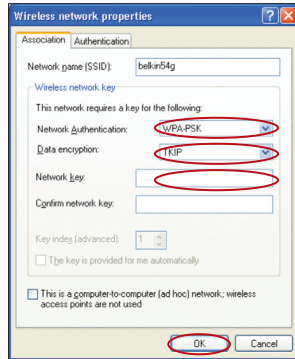 Wireless network properties
Association Authentication
Network name (SSID): belkin54g
Wireless network key
This network requires a key for the following:
Network Authentication: WPA-PSK
Data encryption: TKIP
Network key:
Confirm network key:
Key index (advanced): 1
The key is provided for me automatically
This is a computer-to-computer (ad hoc) network; wireless
access points are not used
OK Cancel